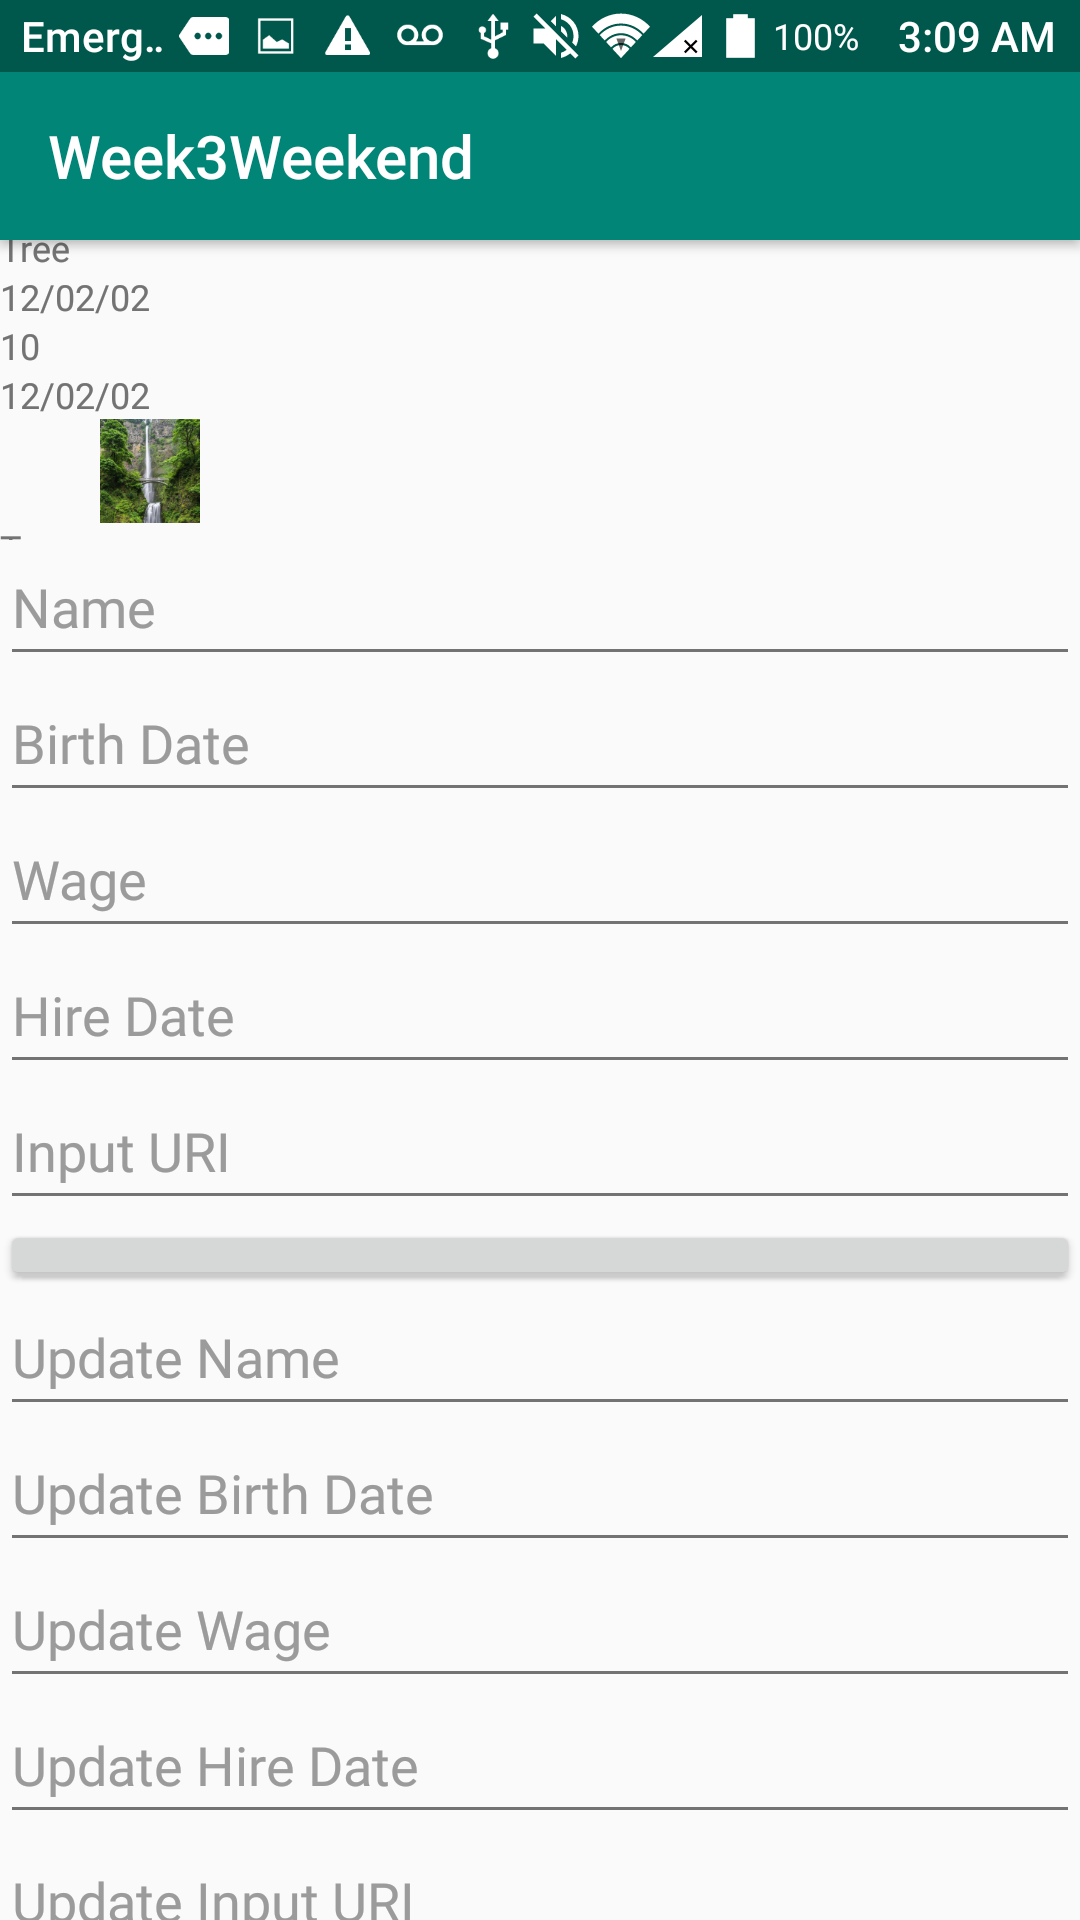 Emerg..
100%
3:09 AM
Week3Weekend
Tree
12/02/02
10
12/02/02
Name
Birth Date
Wage
Hire Date
Input URI
Update Name
Update Birth Date
Update Wage
Update Hire Date
Update Input URI